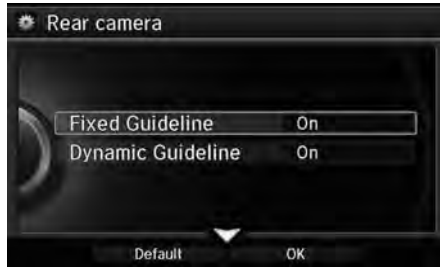 Rear camera
Fixed Guideline On
Dynamic Guideline On
Default OK